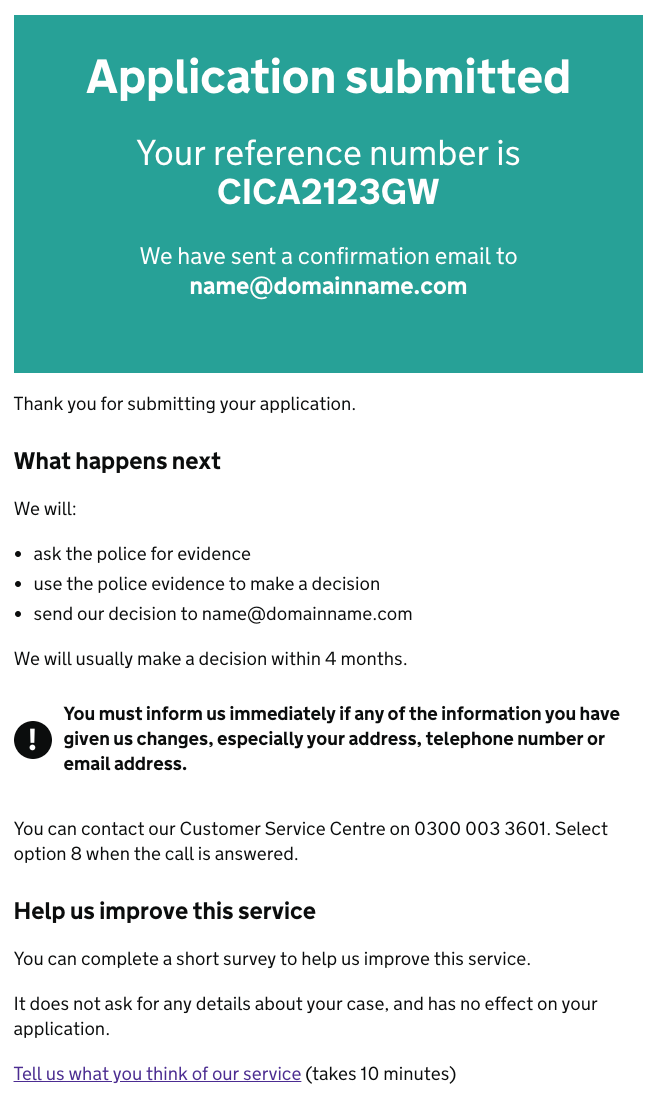 Application submitted
Your reference number is
CICA2123GW
We have sent a confirmation email to
name@domainname.com
Thank you for submitting your application.
What happens next
We will:
• ask the police for evidence
• use the police evidence to make a decision
• send our decision to name@domainname.com
We will usually make a decision within 4 months.
! You must inform us immediately if any of the information you have
given us changes, especially your address, telephone number or
email address.
You can contact our Customer Service Centre on 0300 003 3601. Select
option 8 when the call is answered.
Help us improve this service
You can complete a short survey to help us improve this service.
It does not ask for any details about your case, and has no effect on your
application.
Tell us what you think of our service (takes 10 minutes)